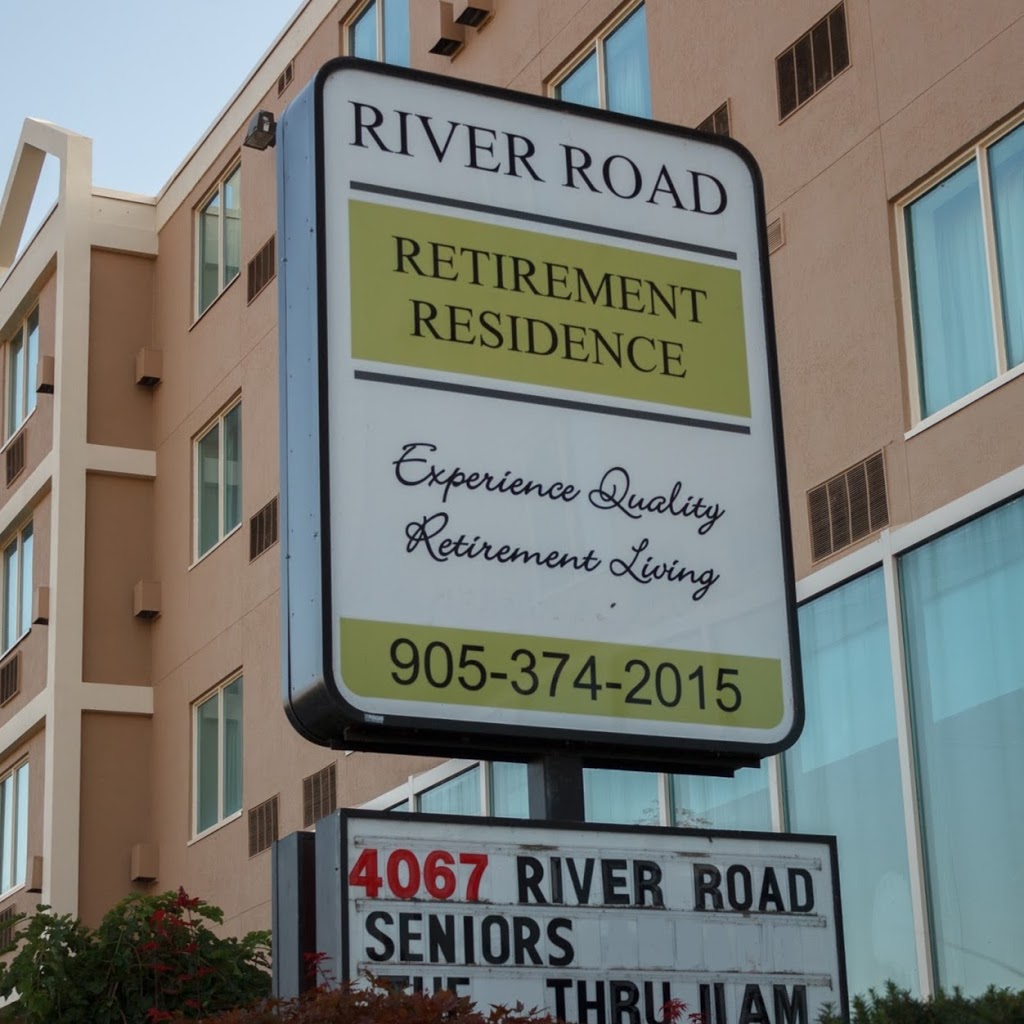 RIVER ROAD
RETIREMENT
RESIDENCE
Experience Quality
Retirement Living
905-374-2015
4067 RIVER ROAD
SENIORS
THRU 11AM